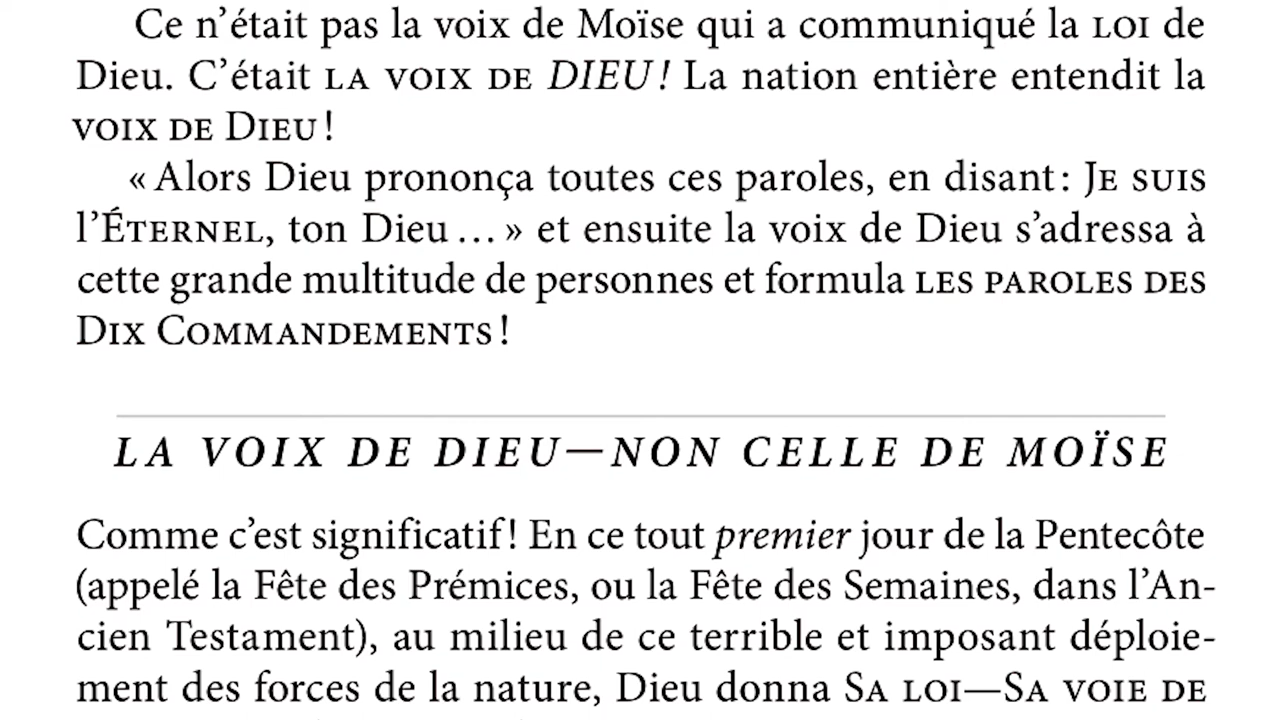 Ce n’était pas la voix de Moïse qui a communiqué la LOI de
Dieu. C’était LA VOIX DE DIEU ! La nation entière entendit la
VOIX DE DIEU !
« Alors Dieu prononça toutes ces paroles, en disant : JE SUIS
l’ÉTERNEL, ton Dieu … » et ensuite la voix de Dieu s’adressa à
cette grande multitude de personnes et formula LES PAROLES DES
DIX COMMANDEMENTS !
LA VOIX DE DIEU—NON CELLE DE MOÏSE
Comme c’est significatif ! En ce tout premier jour de la Pentecôte
(appelé la Fête des Prémices, ou la Fête des Semaines, dans l’An-
cien Testament), au milieu de ce terrible et imposant déploie-
ment des forces de la nature, Dieu donna SA LOI—SA VOIE DE